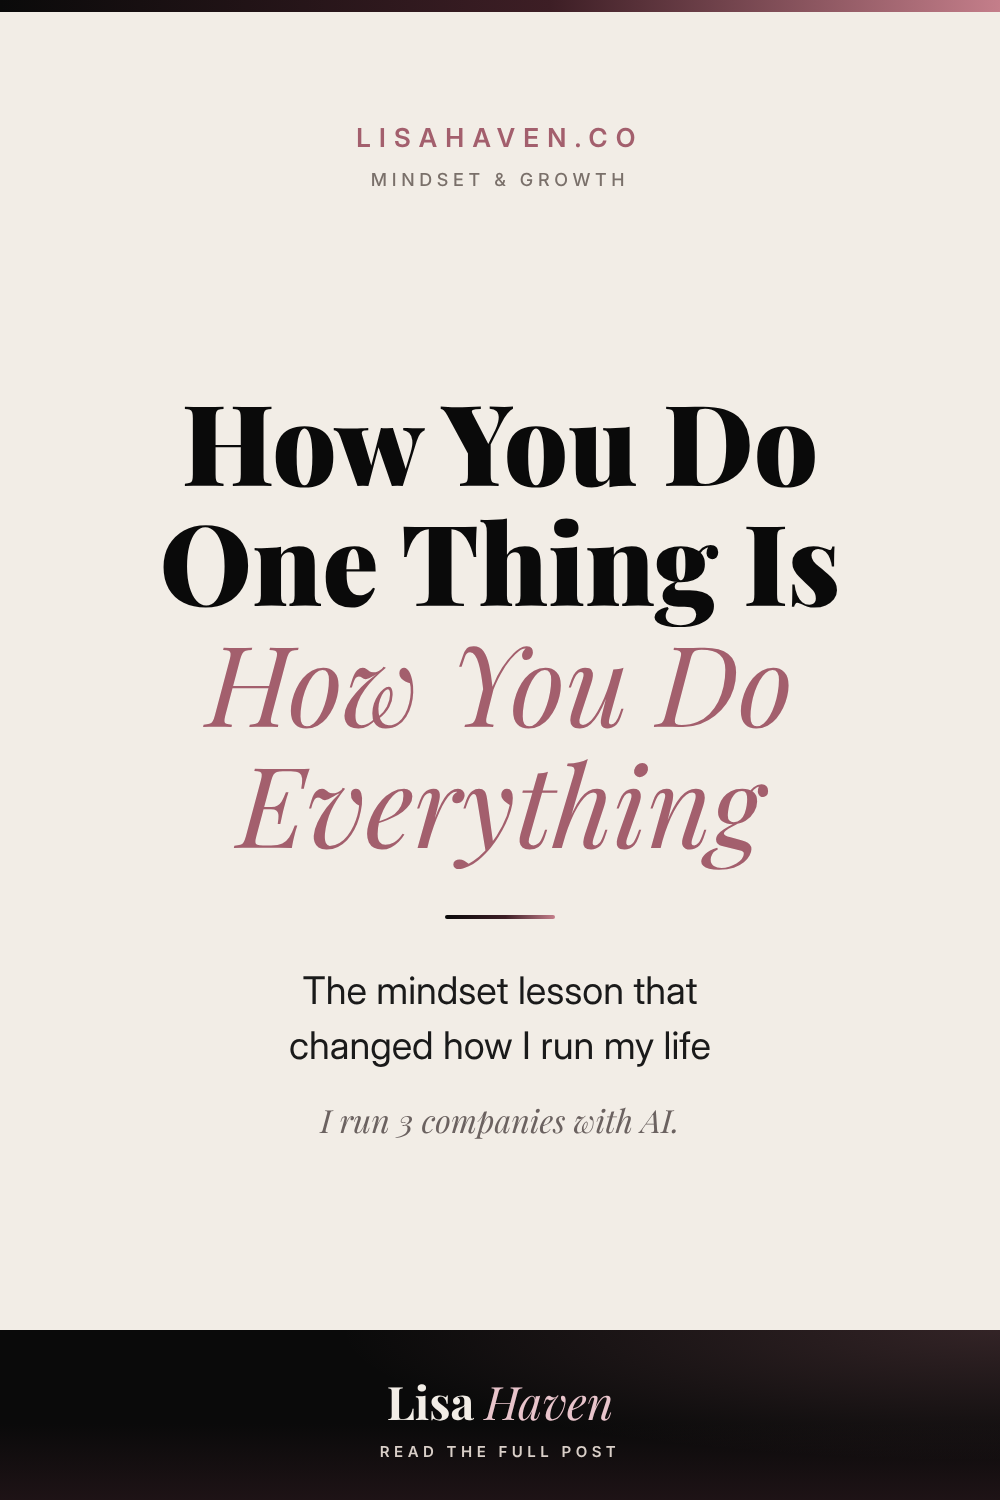 LISAHAVEN.CO
MINDSET & GROWTH
How You Do
One Thing Is
How You Do
Everything
The mindset lesson that
changed how I run my life
I run 3 companies with AI.
Lisa Haven
READ THE FULL POST